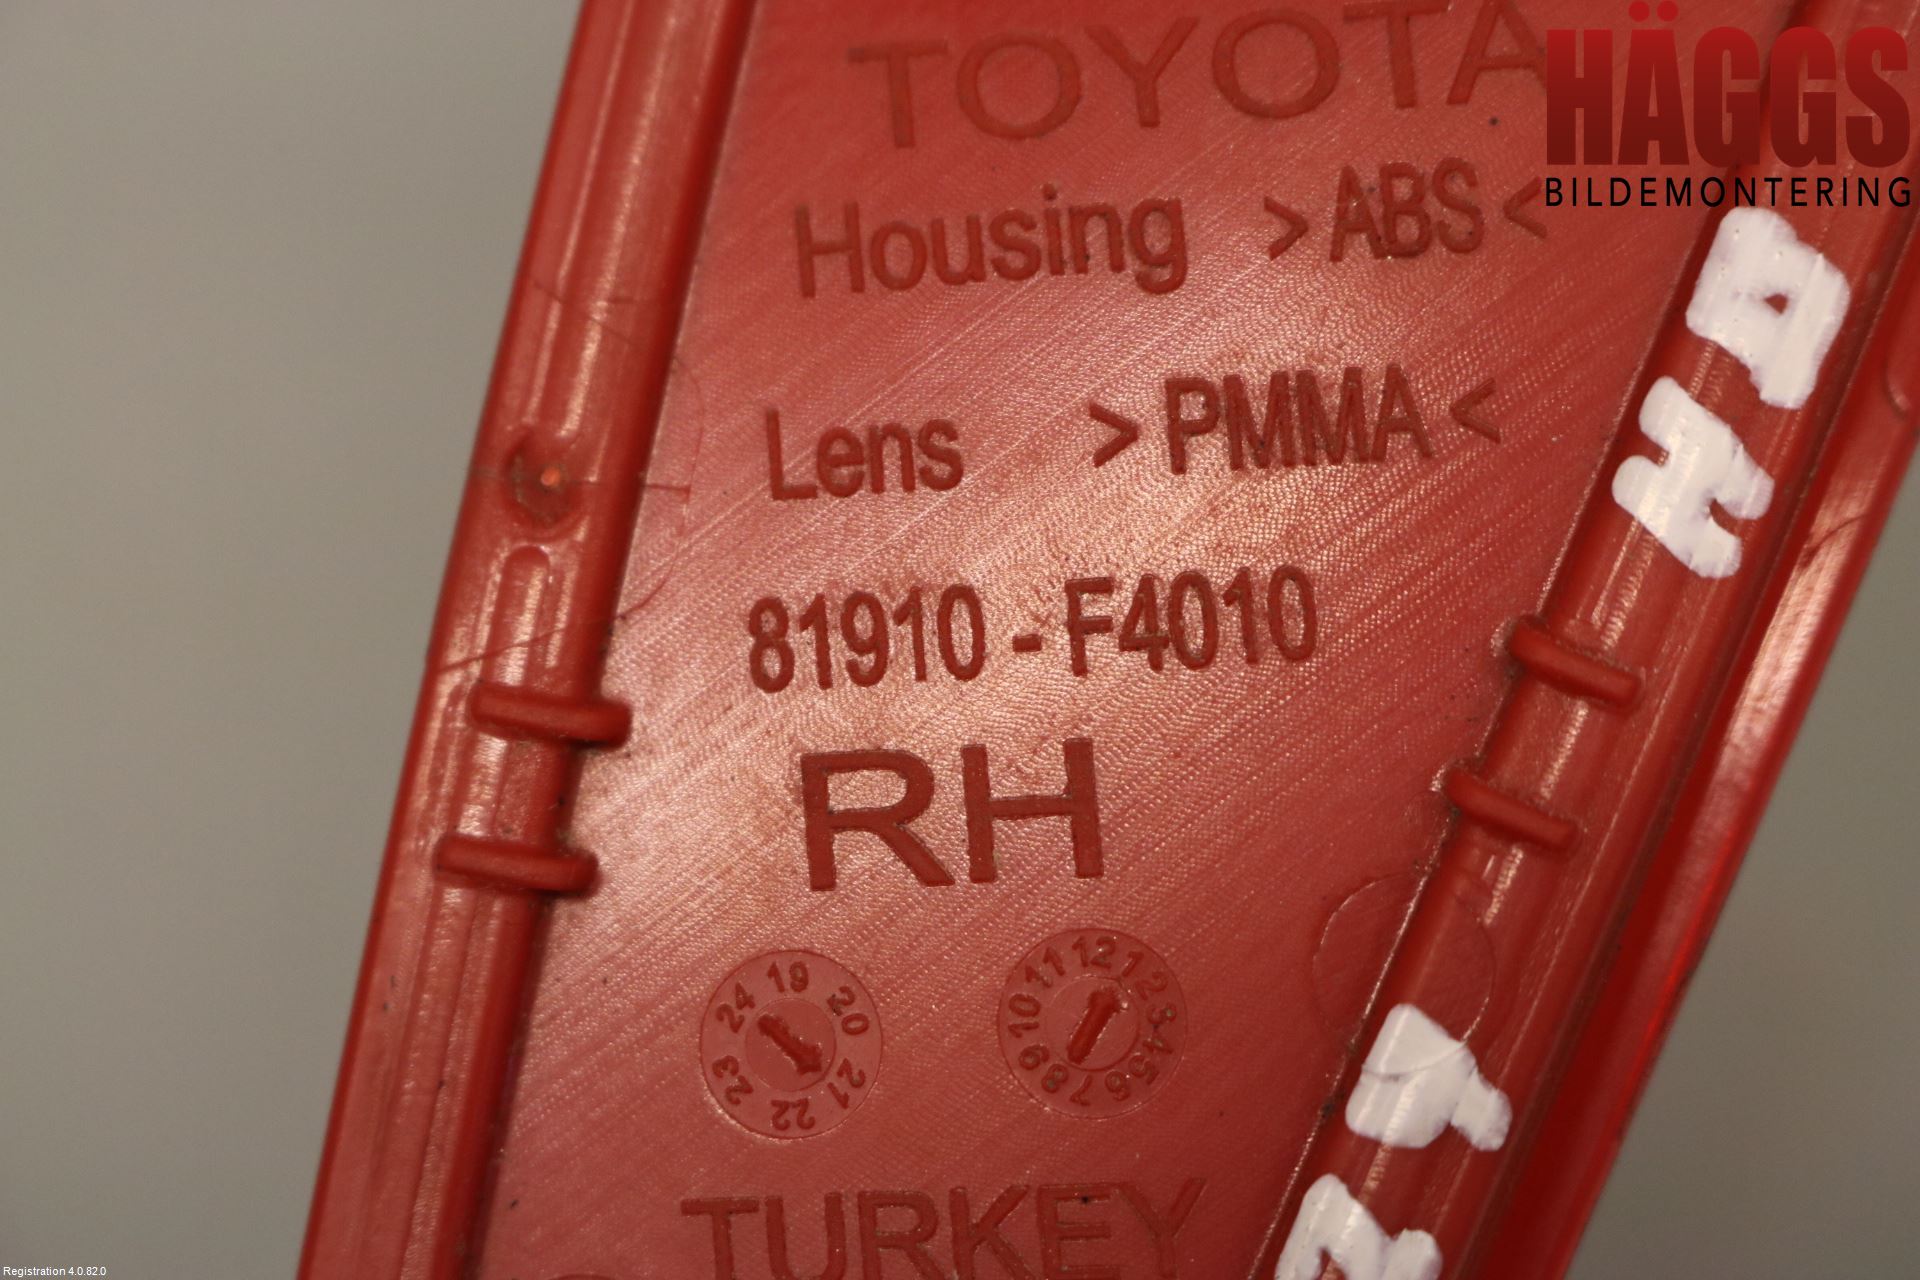 TOYOTA
HÄGGS
BILDEMONTERING
Housing >ABS<
Lens >PMMA<
81910-F4010
RH
19 20 21 22 23 24
12 1 2 3 4 5 6 7 8 9 10 11
TURKEY
Registration 4.0.82.0